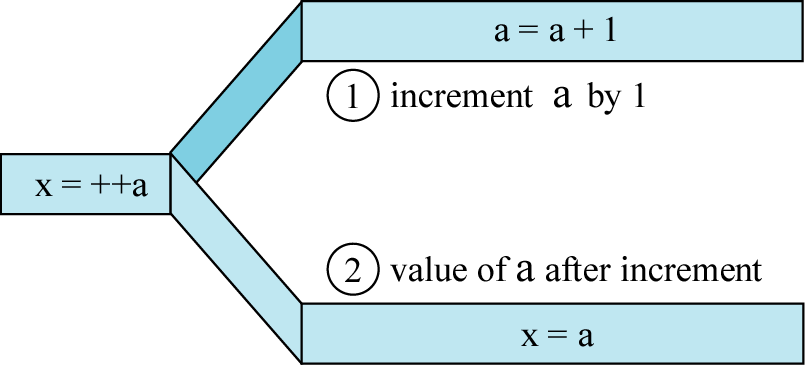 a = a + 1
1 increment a by 1
x = ++a
2 value of a after increment
x = a